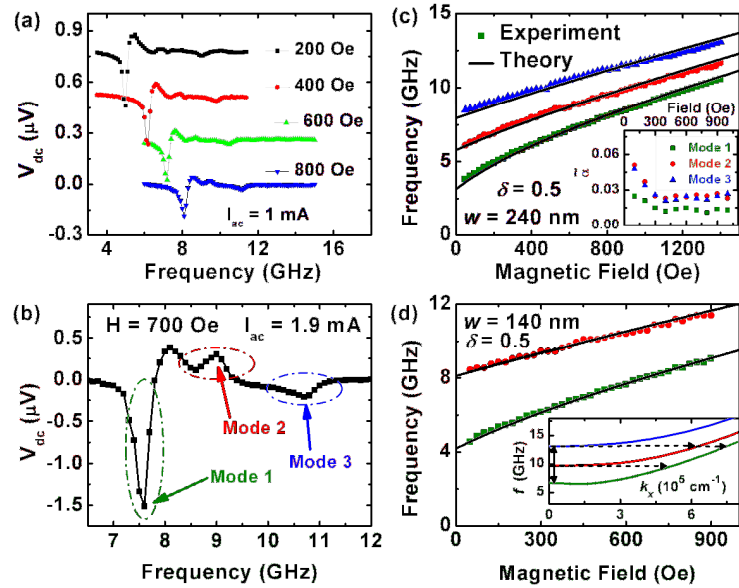 (a)
0.9
0.6
0.3
0.0
-0.3
V_dc (μV)
200 Oe
400 Oe
600 Oe
800 Oe
I_ac = 1 mA
4 8 12 16
Frequency (GHz)
(b)
H = 700 Oe I_ac = 1.9 mA
0.5
0.0
-0.5
-1.0
-1.5
V_dc (μV)
Mode 2
Mode 3
Mode 1
7 8 9 10 11 12
Frequency (GHz)
(c)
15
10
5
0
Frequency (GHz)
Experiment
Theory
δ = 0.5
w = 240 nm
Field (Oe)
0 300 600 900
Mode 1
Mode 2
Mode 3
0.06
0.03
0.00
0 400 800 1200
Magnetic Field (Oe)
(d)
w = 140 nm
δ = 0.5
12
8
4
0
Frequency (GHz)
15
10
5
f (GHz)
k_x (10^5 cm^-1)
0 3 6
0 300 600 900
Magnetic Field (Oe)